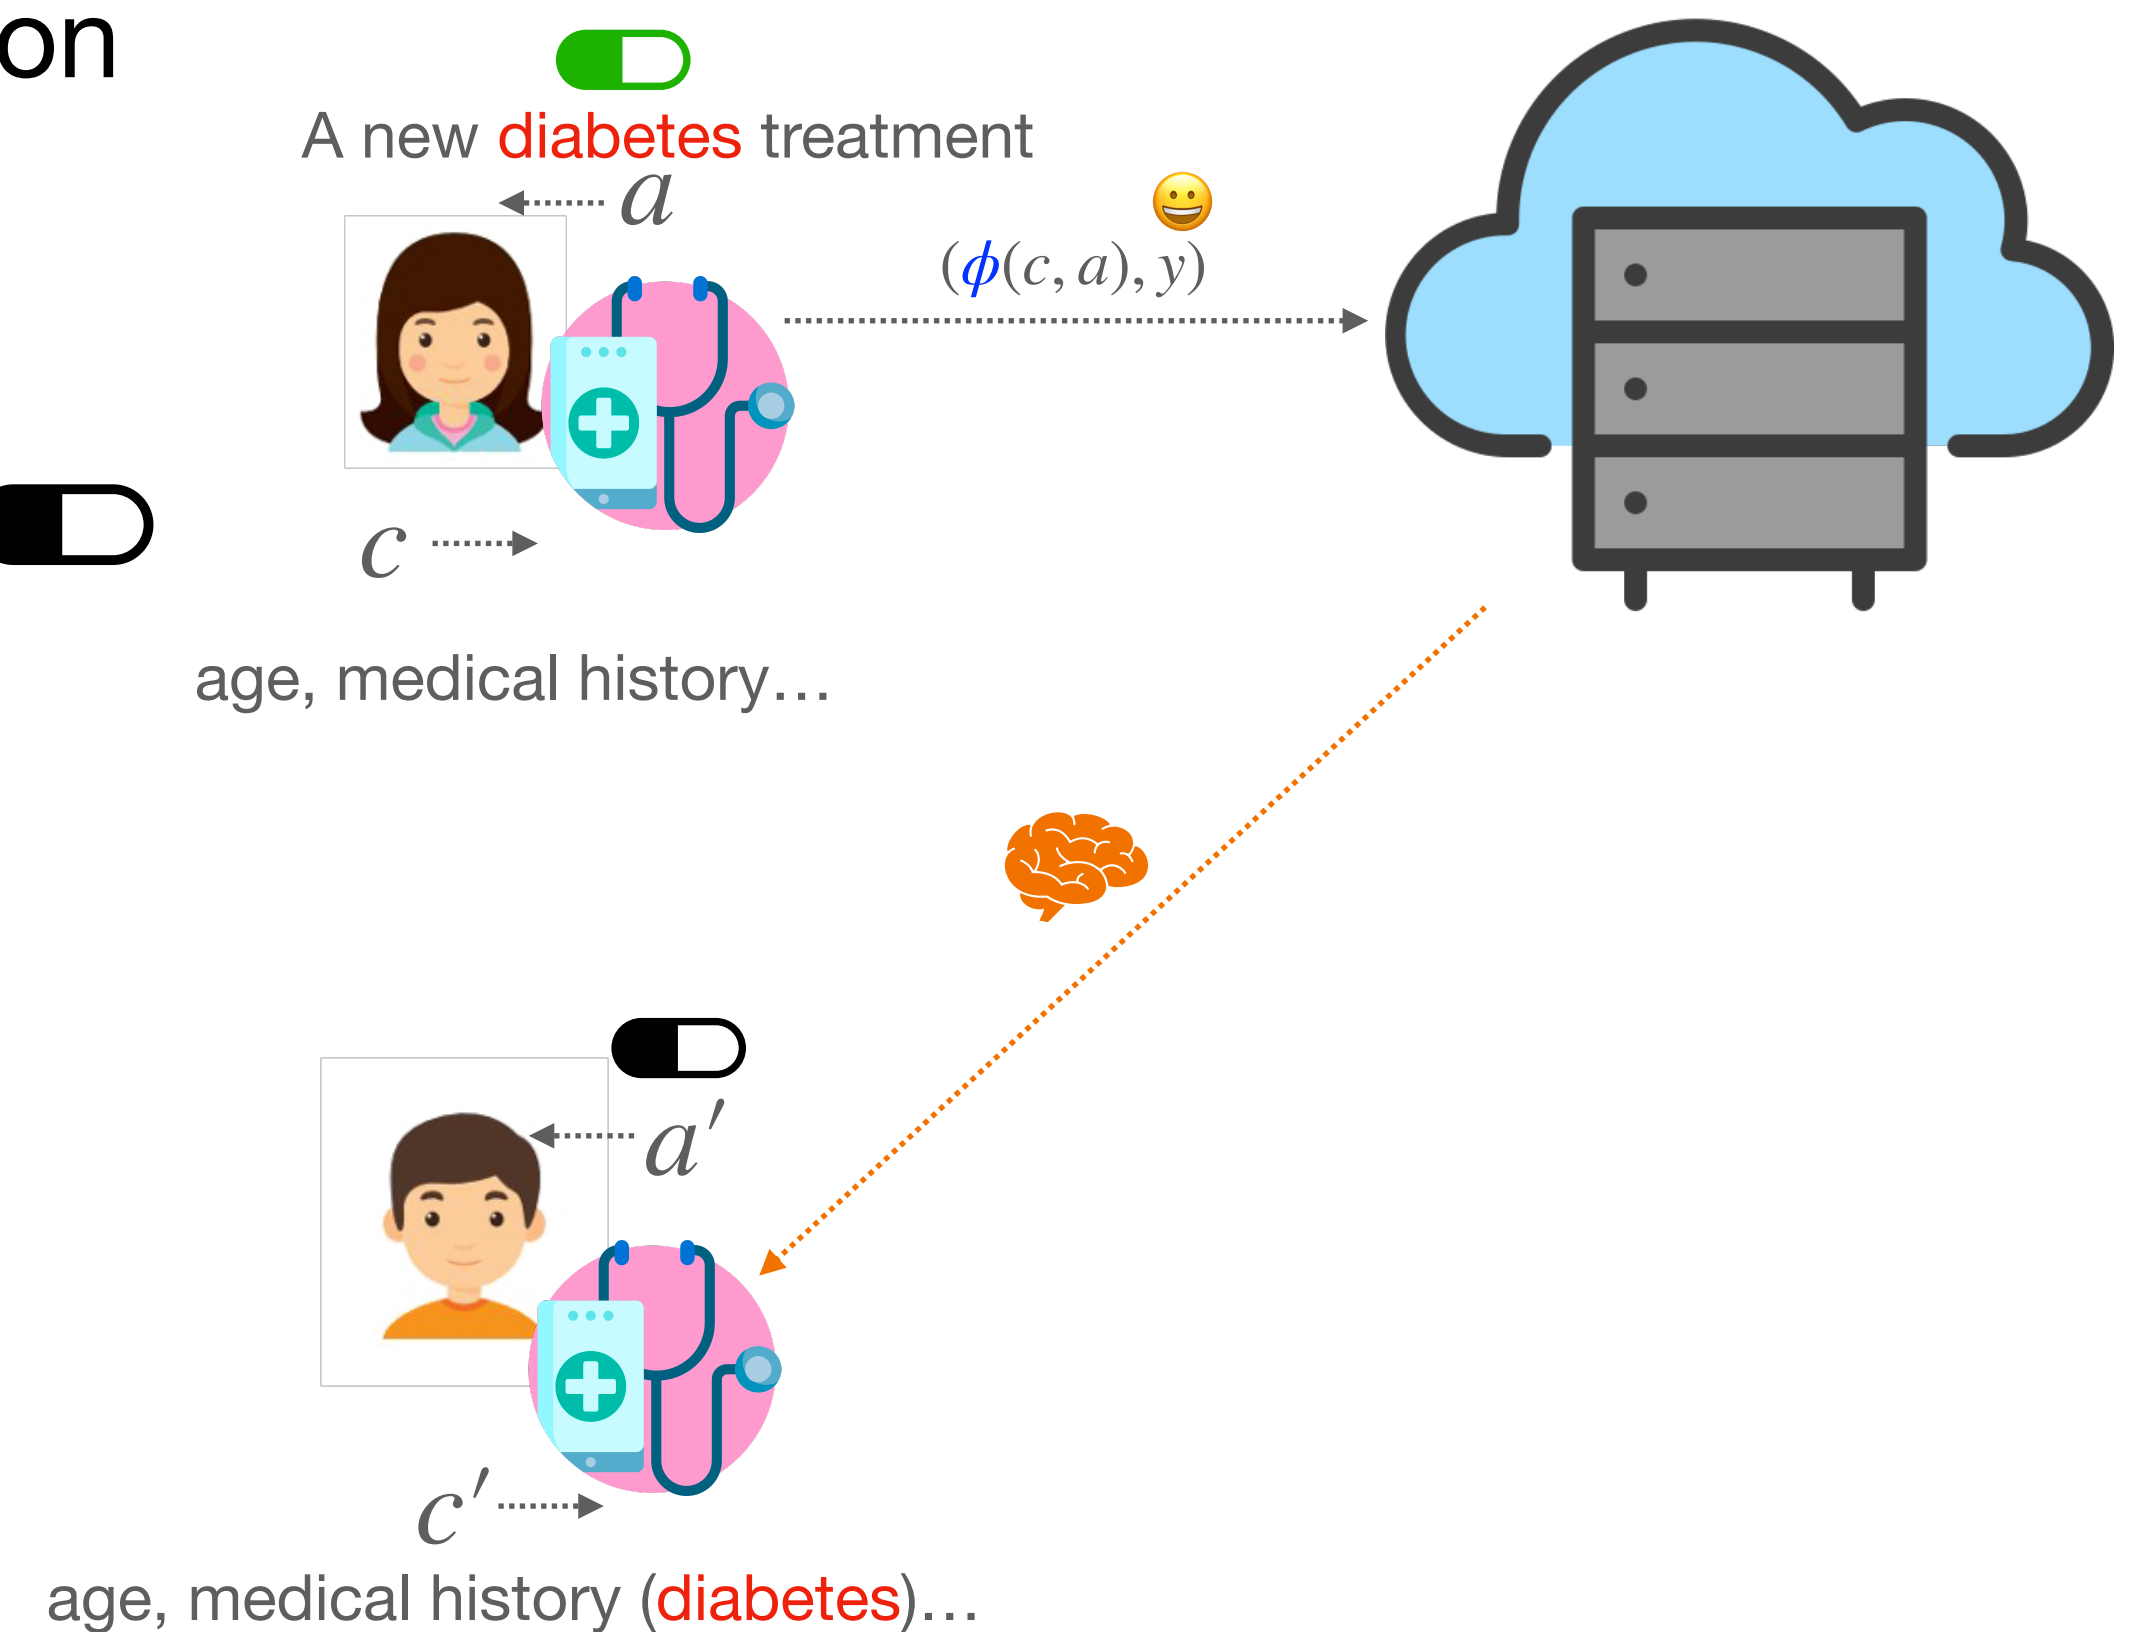 on
A new diabetes treatment
a
(ϕ(c, a), y)
c
age, medical history…
a′
c′
age, medical history (diabetes)…